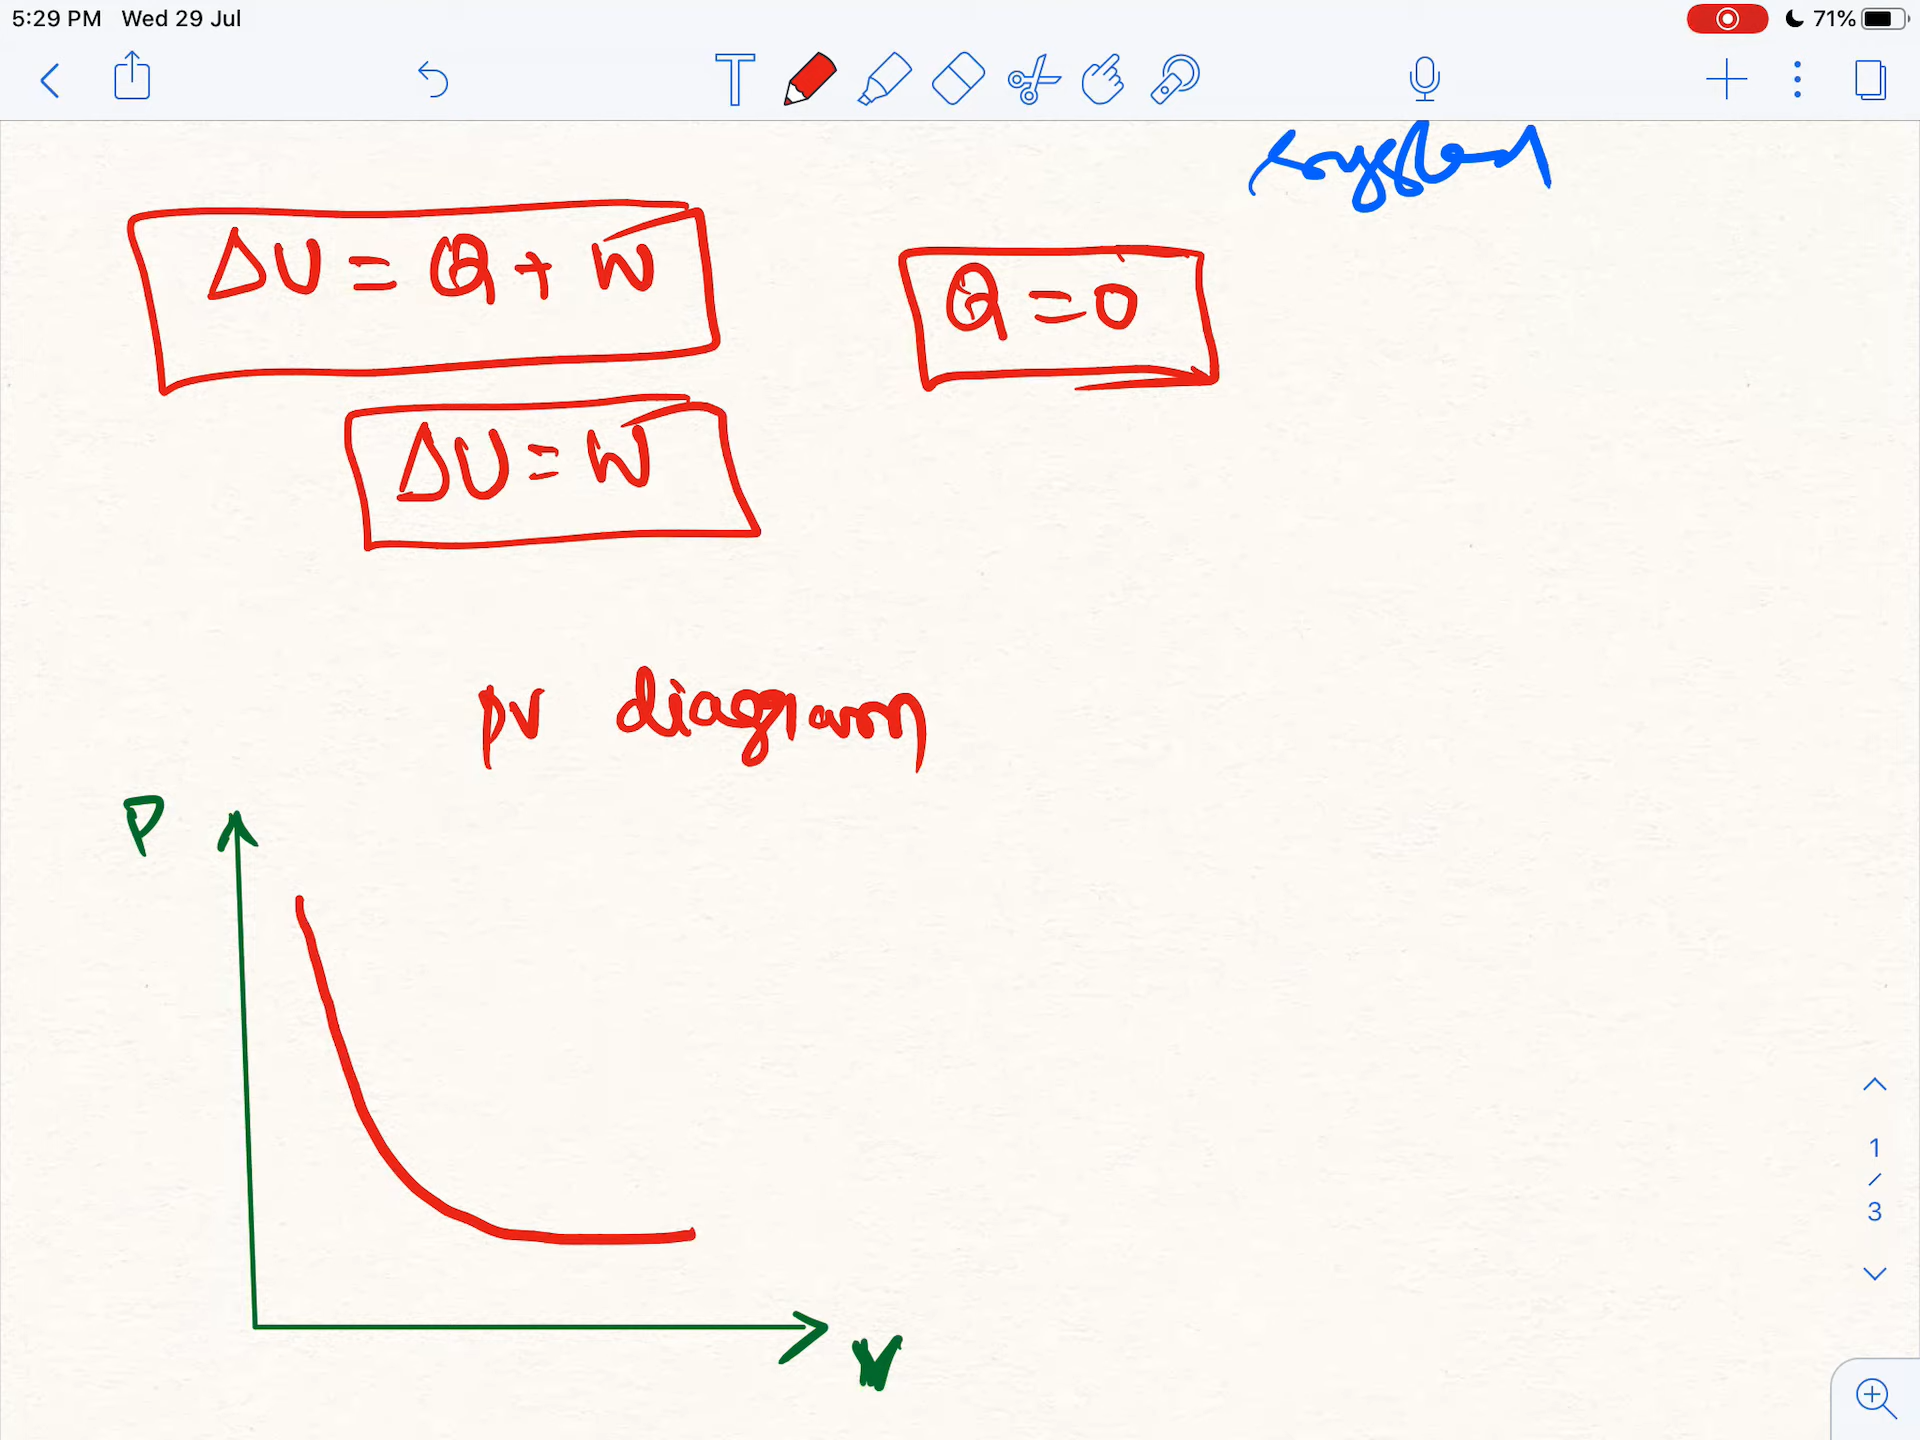 5:29 PM Wed 29 Jul
71%
T
ΔU = Q + W
Q = 0
ΔU = W
PV diagram
P
V
1
/
3